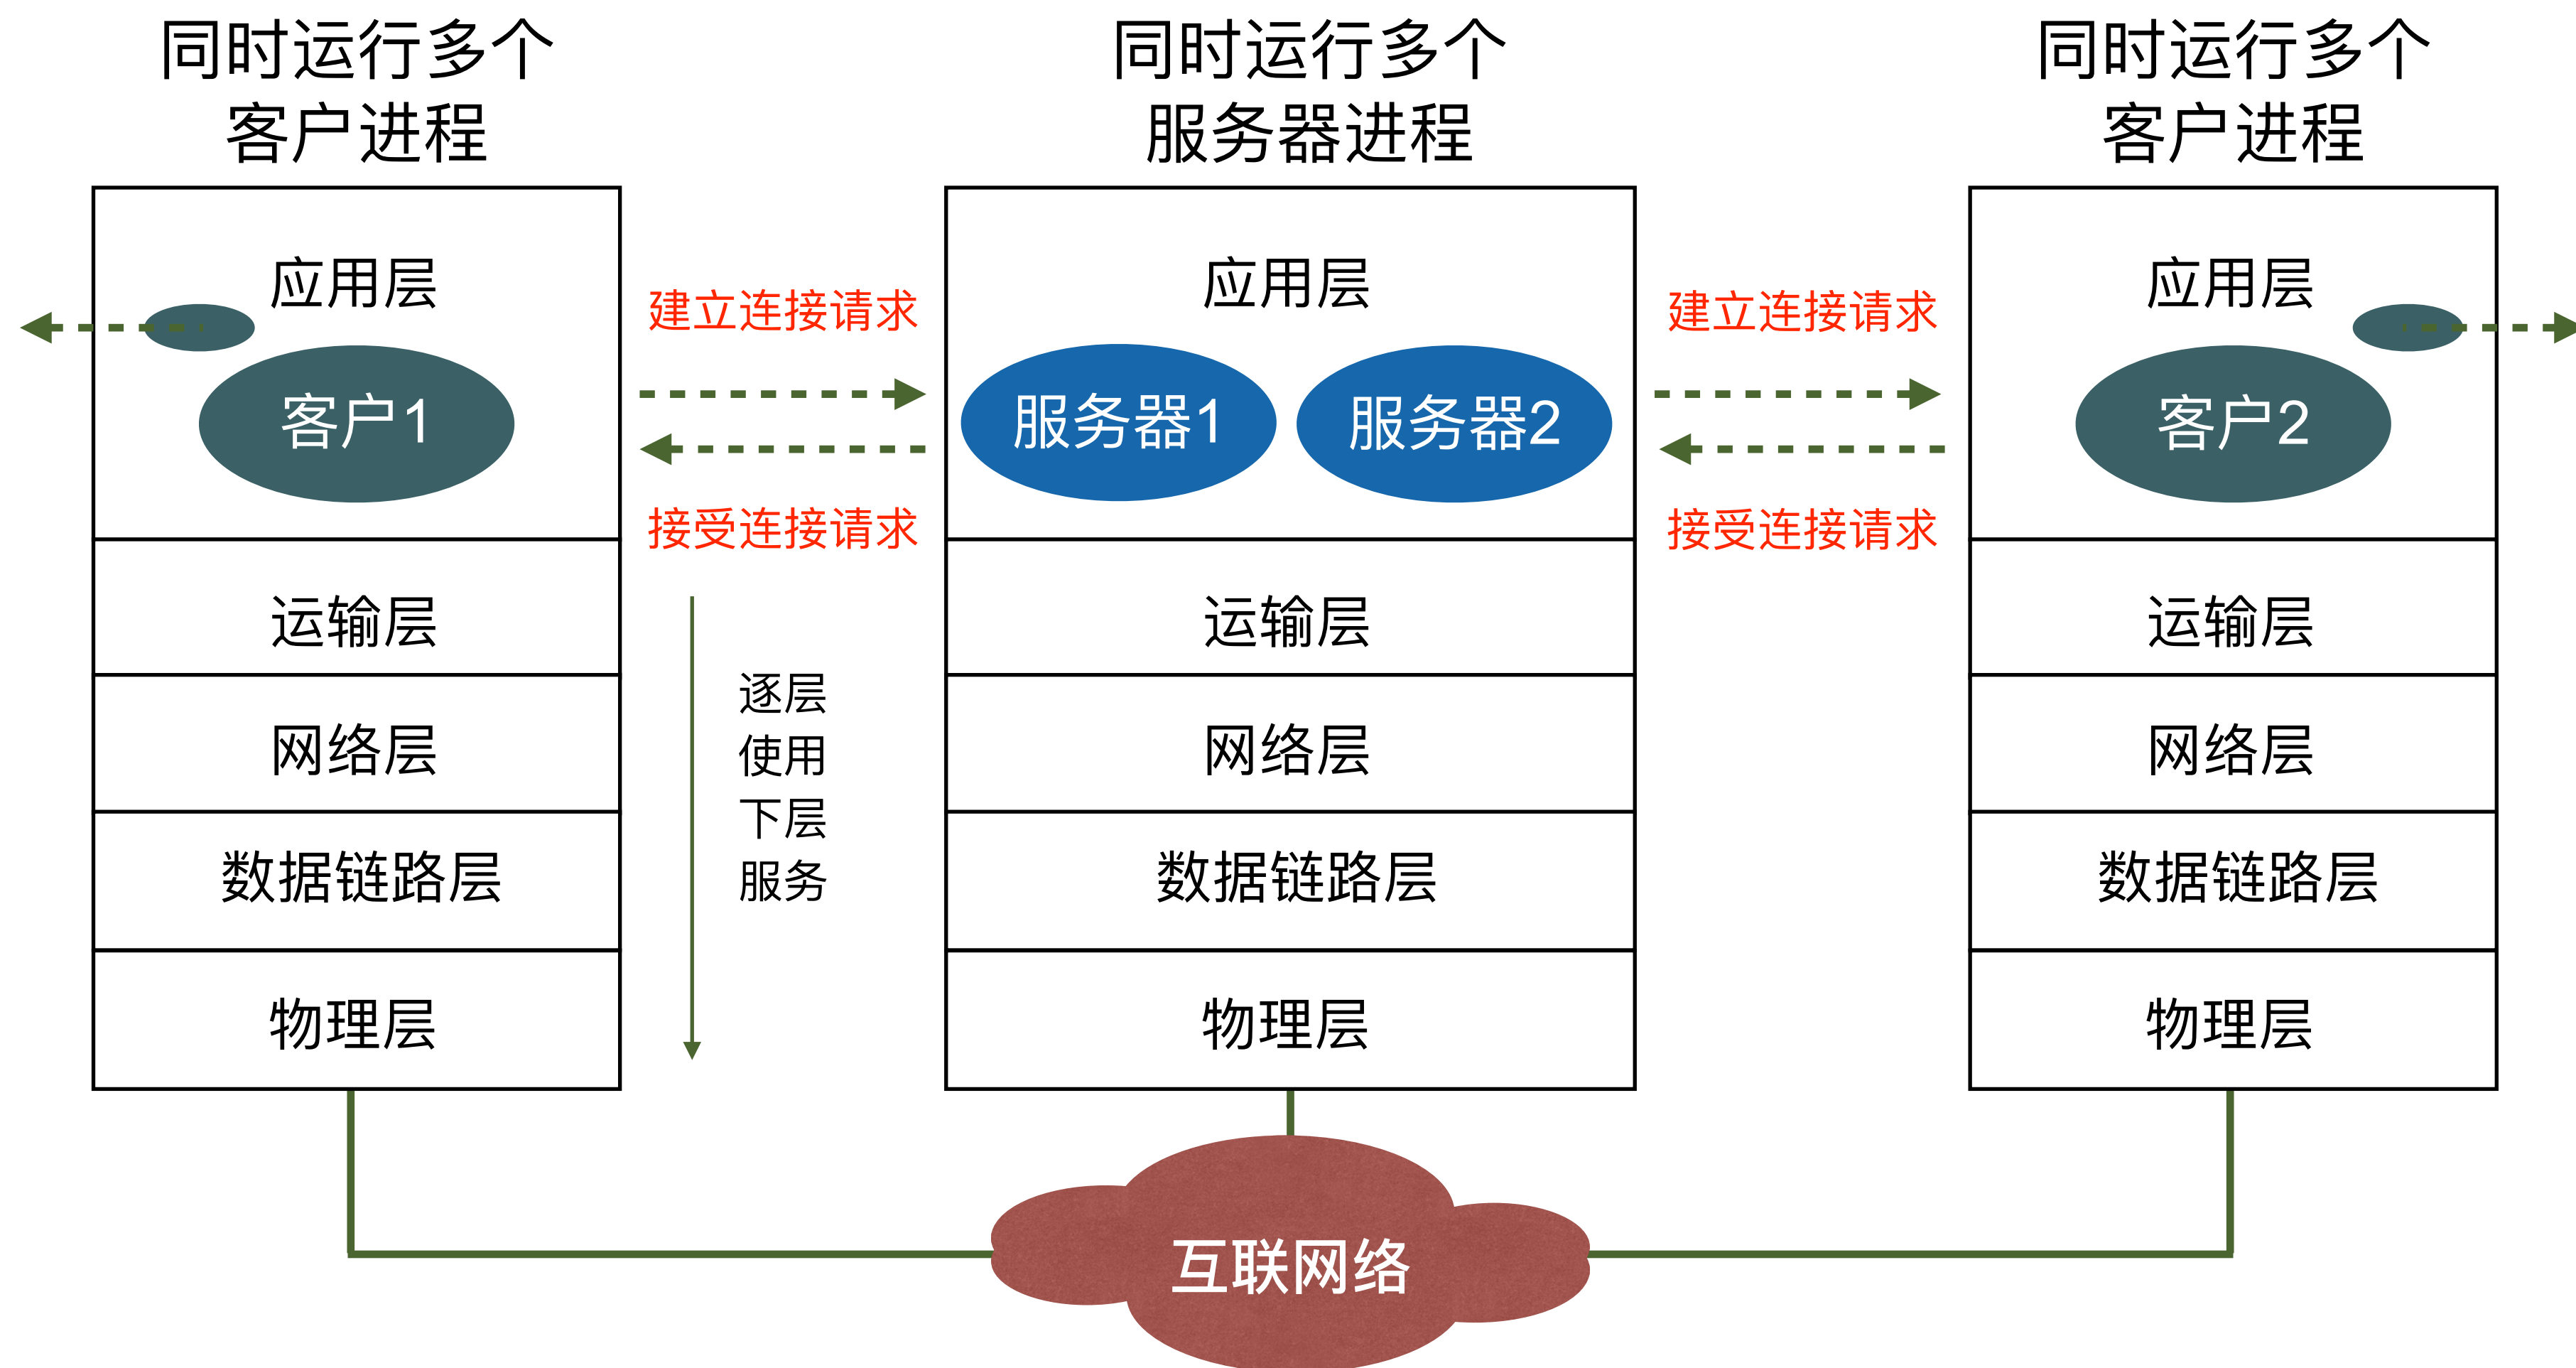 同时运行多个
客户进程
同时运行多个
服务器进程
同时运行多个
客户进程
应用层
客户1
运输层
网络层
数据链路层
物理层
建立连接请求
接受连接请求
逐层
使用
下层
服务
应用层
服务器1
服务器2
运输层
网络层
数据链路层
物理层
建立连接请求
接受连接请求
应用层
客户2
运输层
网络层
数据链路层
物理层
互联网络